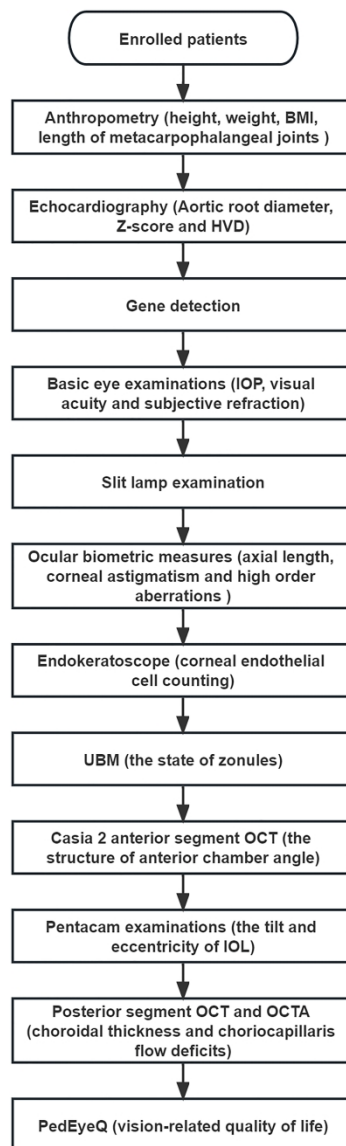 Enrolled patients
Anthropometry (height, weight, BMI,
length of metacarpophalangeal joints )
Echocardiography (Aortic root diameter,
Z-score and HVD)
Gene detection
Basic eye examinations (IOP, visual
acuity and subjective refraction)
Slit lamp examination
Ocular biometric measures (axial length,
corneal astigmatism and high order
aberrations )
Endokeratoscope (corneal endothelial
cell counting)
UBM (the state of zonules)
Casia 2 anterior segment OCT (the
structure of anterior chamber angle)
Pentacam examinations (the tilt and
eccentricity of IOL)
Posterior segment OCT and OCTA
(choroidal thickness and choriocapillaris
flow deficits)
PedEyeQ (vision-related quality of life)